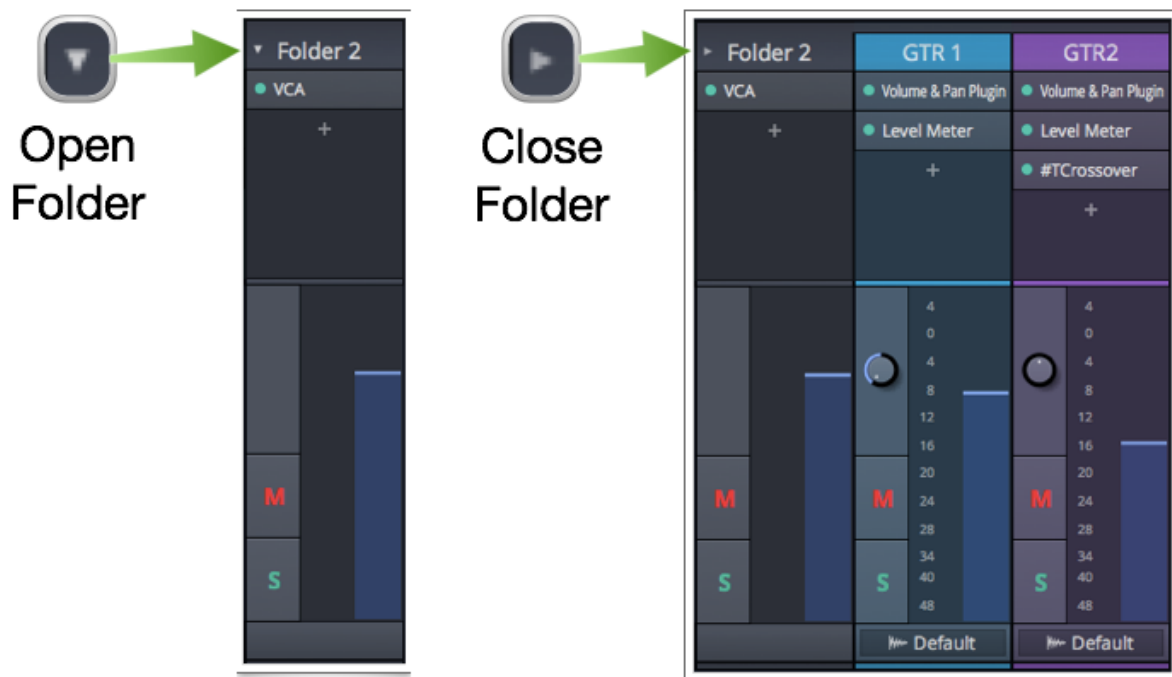 Open
Folder
Folder 2
VCA
+
M
S
Close
Folder
Folder 2
GTR 1
GTR2
VCA
Volume & Pan Plugin
Volume & Pan Plugin
+
Level Meter
Level Meter
+
#TCrossover
+
4
4
0
0
4
4
8
8
12
12
16
16
20
20
M
M
M
24
24
28
28
34
34
S
S
S
40
40
48
48
Default
Default